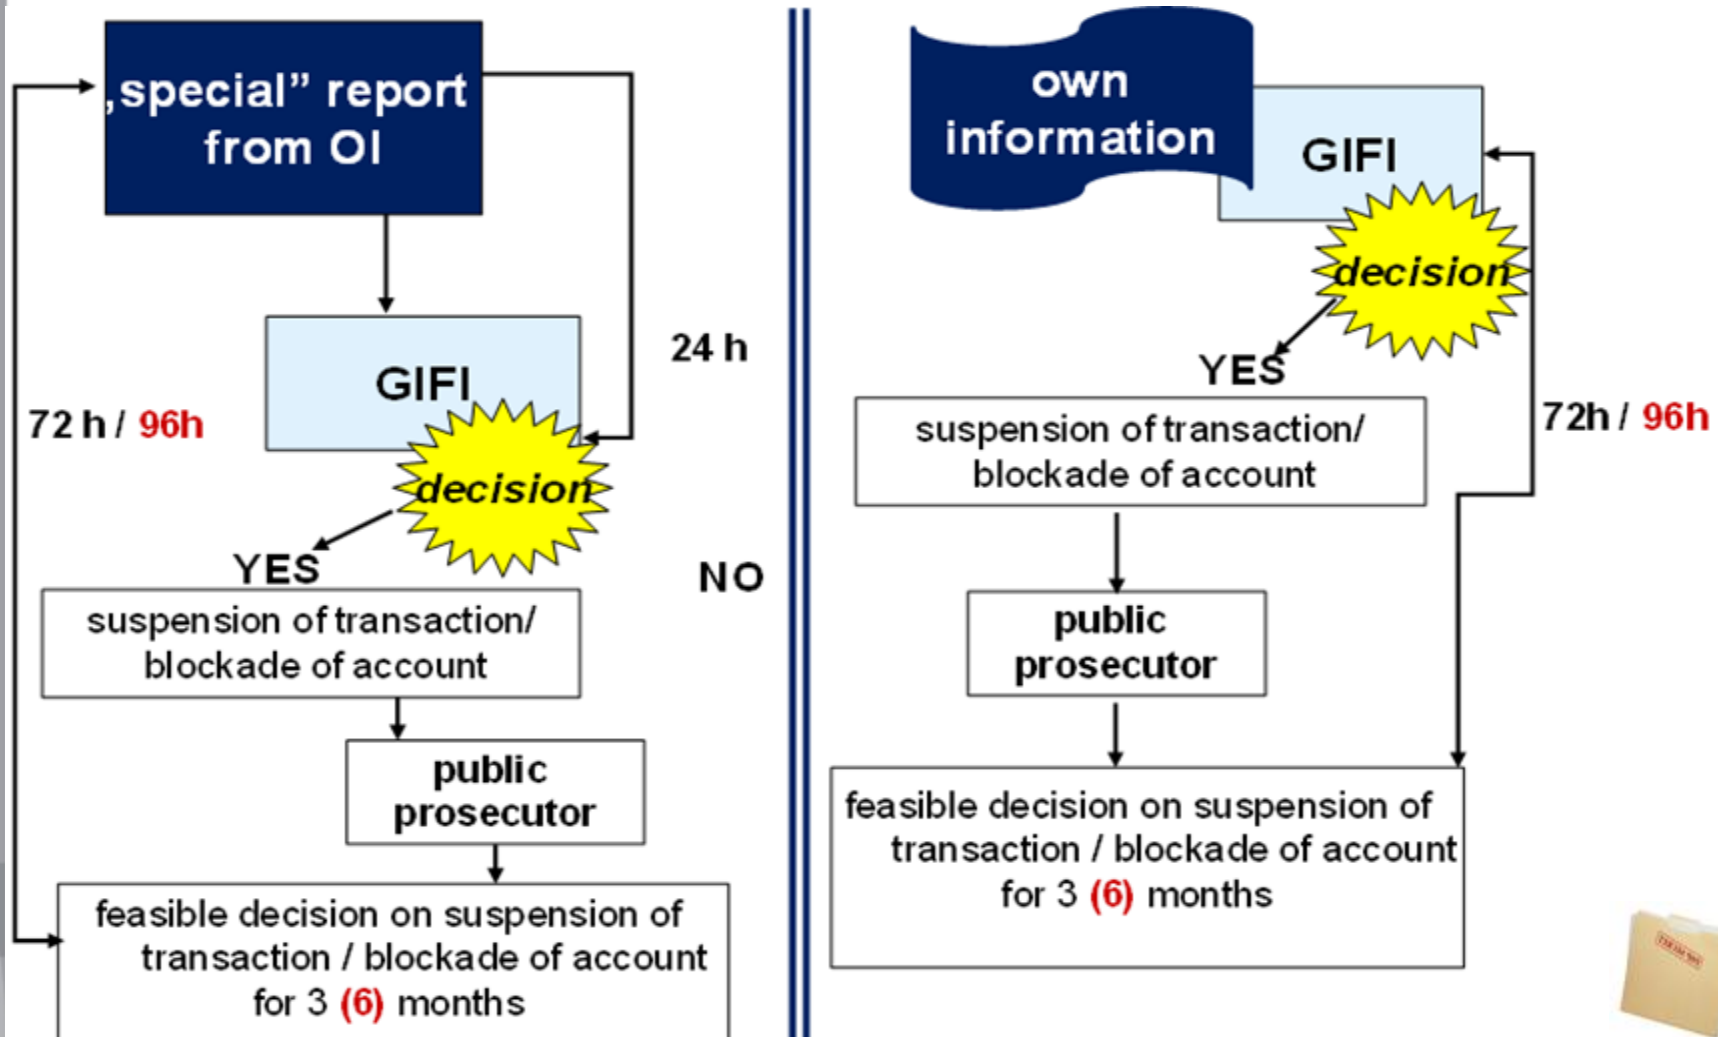 „special” report
from OI
24 h
GIFI
72 h / 96h
decision
YES
NO
suspension of transaction/
blockade of account
public
prosecutor
feasible decision on suspension of
transaction / blockade of account
for 3 (6) months
own
information
GIFI
decision
YES
72h / 96h
suspension of transaction/
blockade of account
public
prosecutor
feasible decision on suspension of
transaction / blockade of account
for 3 (6) months